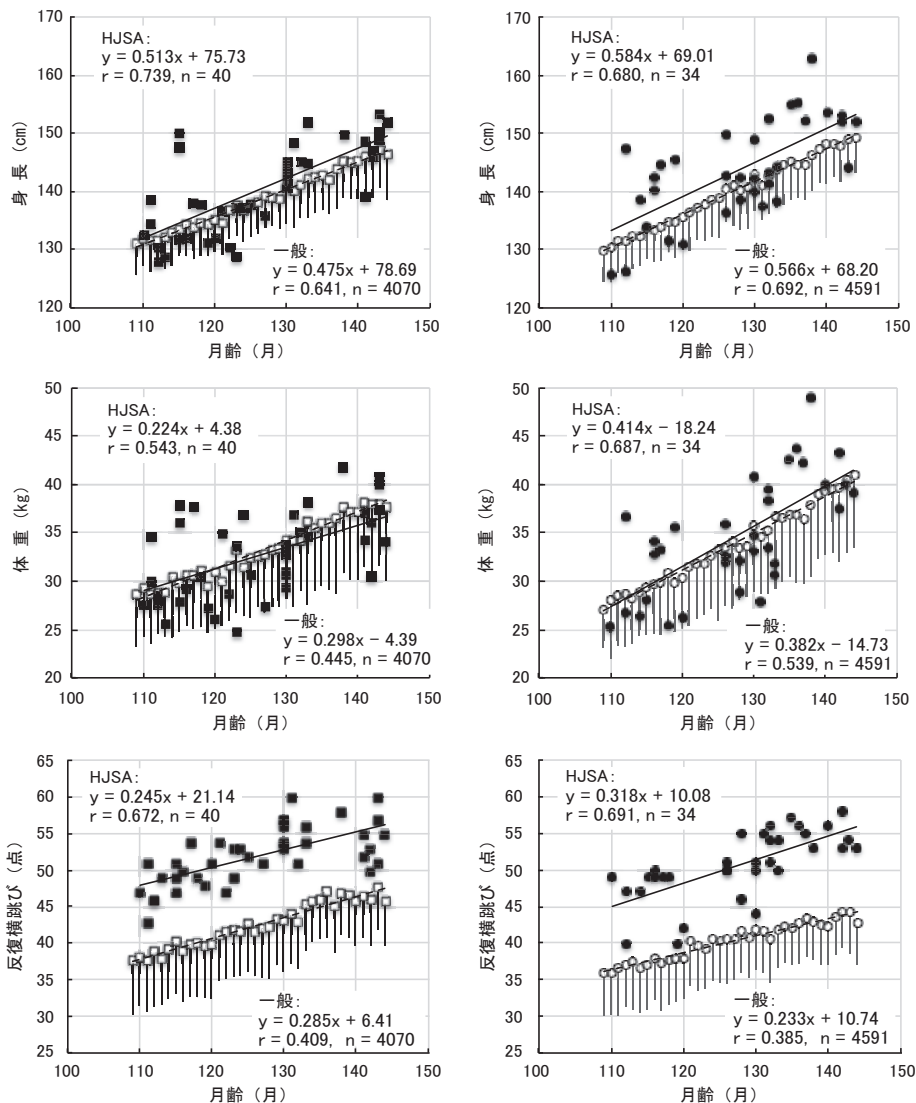 170
160
150
140
130
120
身 長 (cm)
HJSA:
y = 0.513x + 75.73
r = 0.739, n = 40
一般:
y = 0.475x + 78.69
r = 0.641, n = 4070
100 110 120 130 140 150
月齢 (月)
170
160
150
140
130
120
身 長 (cm)
HJSA:
y = 0.584x + 69.01
r = 0.680, n = 34
一般:
y = 0.566x + 68.20
r = 0.692, n = 4591
100 110 120 130 140 150
月齢 (月)
50
45
40
35
30
25
20
体 重 (kg)
HJSA:
y = 0.224x + 4.38
r = 0.543, n = 40
一般:
y = 0.298x − 4.39
r = 0.445, n = 4070
100 110 120 130 140 150
月齢 (月)
50
45
40
35
30
25
20
体 重 (kg)
HJSA:
y = 0.414x − 18.24
r = 0.687, n = 34
一般:
y = 0.382x − 14.73
r = 0.539, n = 4591
100 110 120 130 140 150
月齢 (月)
65
60
55
50
45
40
35
30
25
反復横跳び (点)
HJSA:
y = 0.245x + 21.14
r = 0.672, n = 40
一般:
y = 0.285x + 6.41
r = 0.409, n = 4070
100 110 120 130 140 150
月齢 (月)
65
60
55
50
45
40
35
30
25
反復横跳び (点)
HJSA:
y = 0.318x + 10.08
r = 0.691, n = 34
一般:
y = 0.233x + 10.74
r = 0.385, n = 4591
100 110 120 130 140 150
月齢 (月)